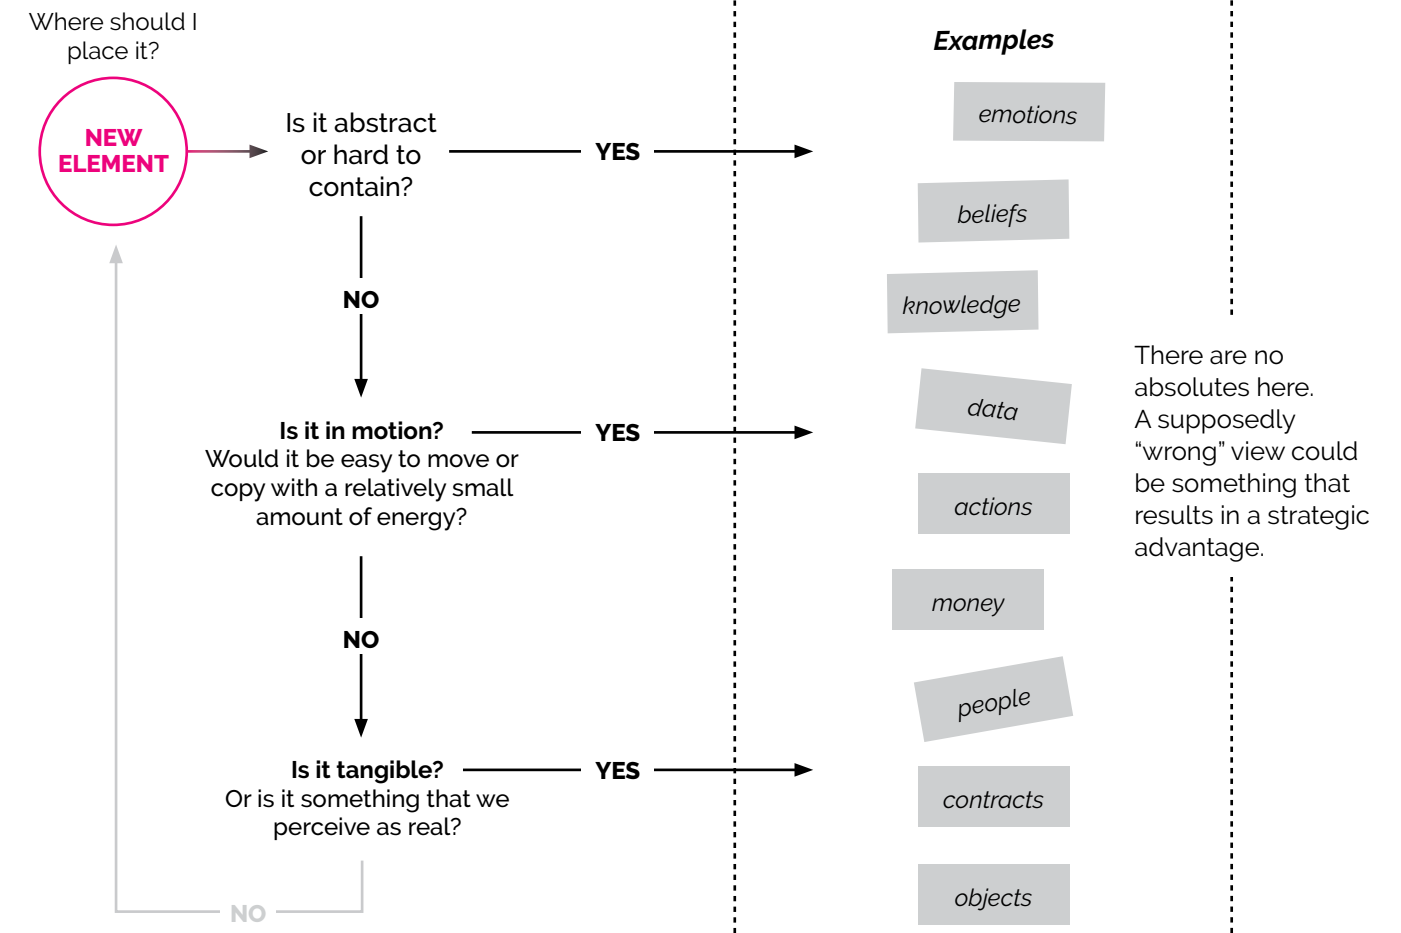 Where should I
place it?
NEW
ELEMENT
Is it abstract
or hard to
contain?
YES
NO
Is it in motion?
Would it be easy to move or
copy with a relatively small
amount of energy?
YES
NO
Is it tangible?
Or is it something that we
perceive as real?
YES
NO
Examples
emotions
beliefs
knowledge
data
actions
money
people
contracts
objects
There are no
absolutes here.
A supposedly
“wrong” view could
be something that
results in a strategic
advantage.